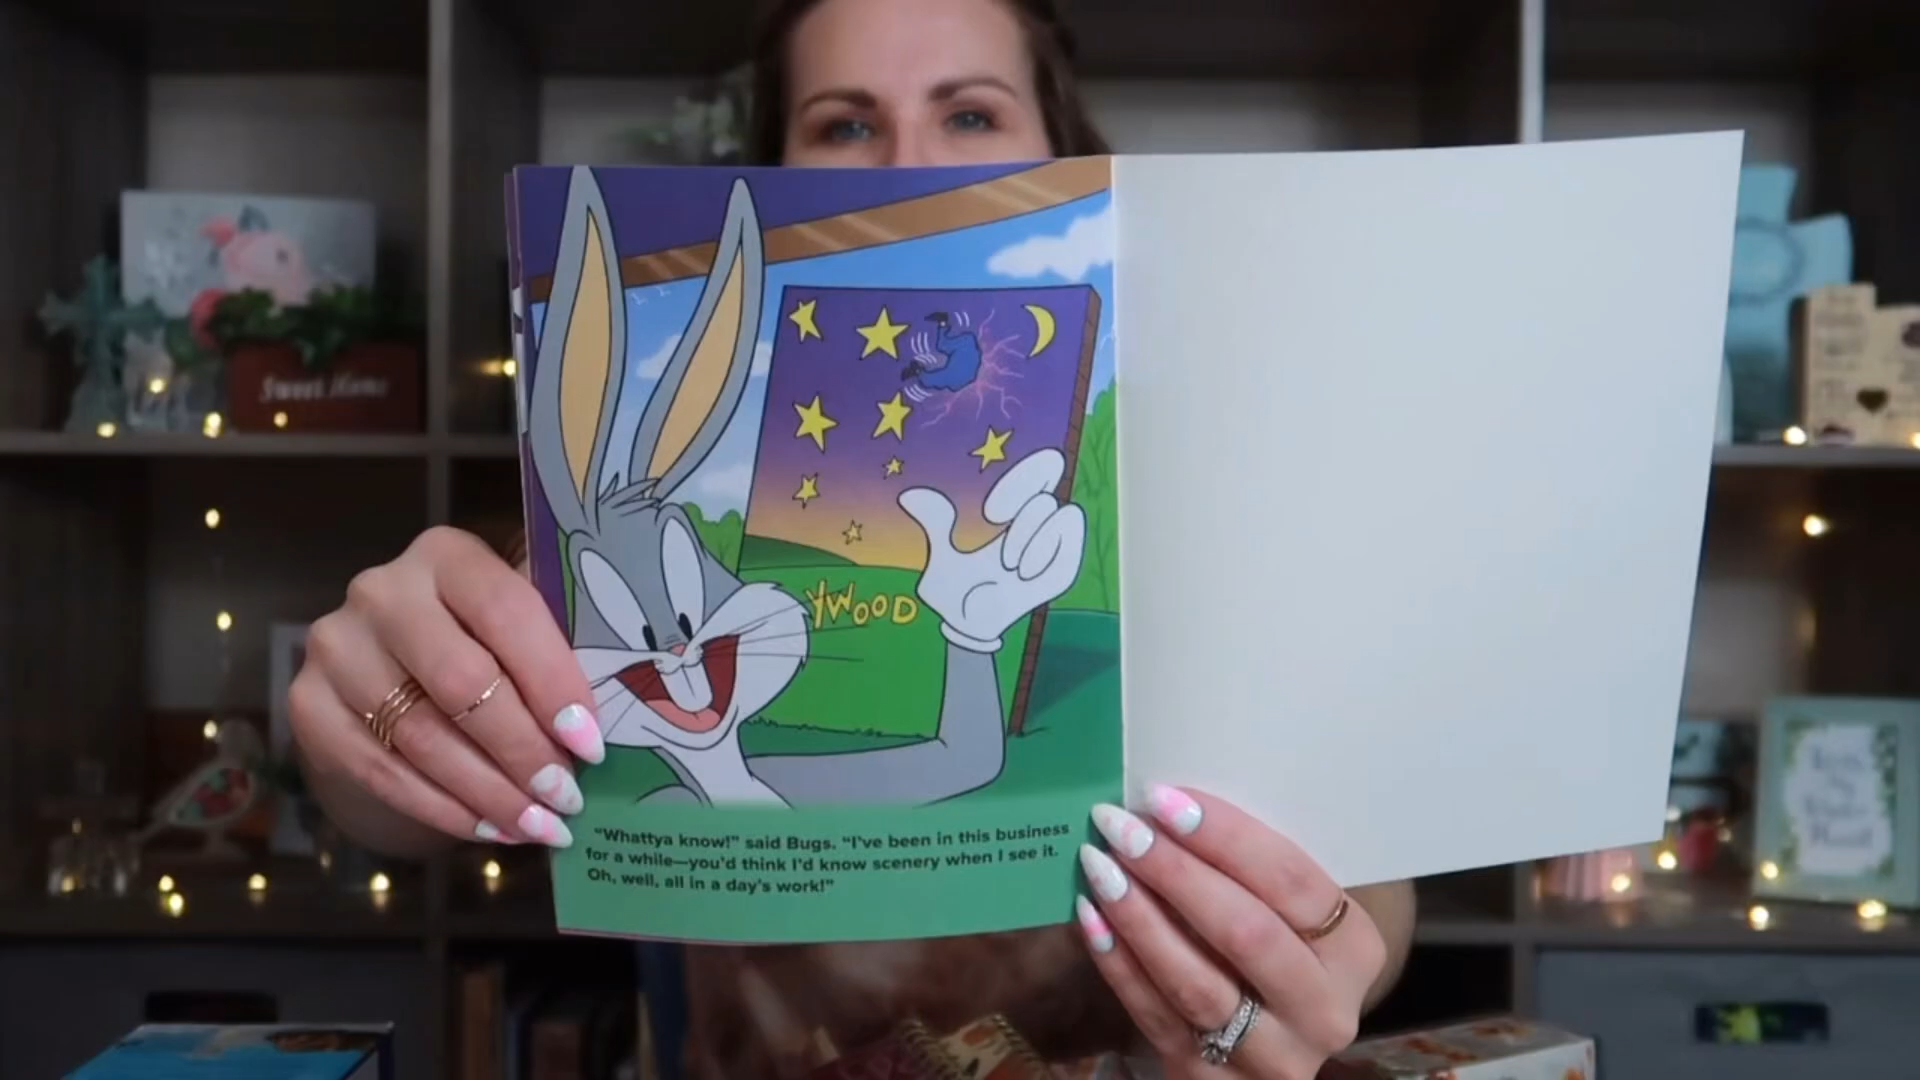 Sweet Home
YWOOD
"Whattya know!" said Bugs. "I've been in this business
for a while—you'd think I'd know scenery when I see it.
Oh, well, all in a day's work!"